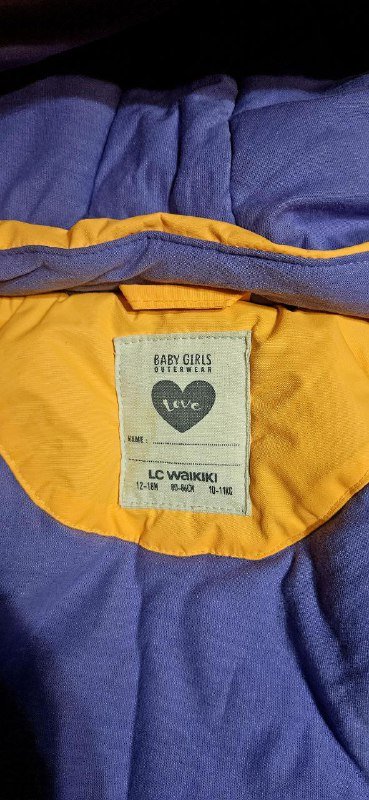 BABY GIRLS
OUTERWEAR
Love
NAME :
LC WAIKIKI
12-18M 80-86CM 10-11KG